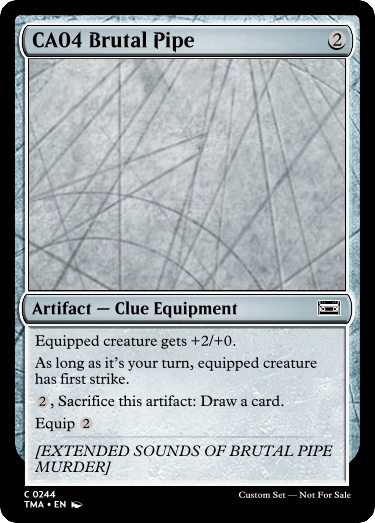 CA04 Brutal Pipe
2
Artifact — Clue Equipment
Equipped creature gets +2/+0.
As long as it's your turn, equipped creature
has first strike.
2, Sacrifice this artifact: Draw a card.
Equip 2
[EXTENDED SOUNDS OF BRUTAL PIPE
MURDER]
C 0244
TMA • EN
Custom Set — Not For Sale